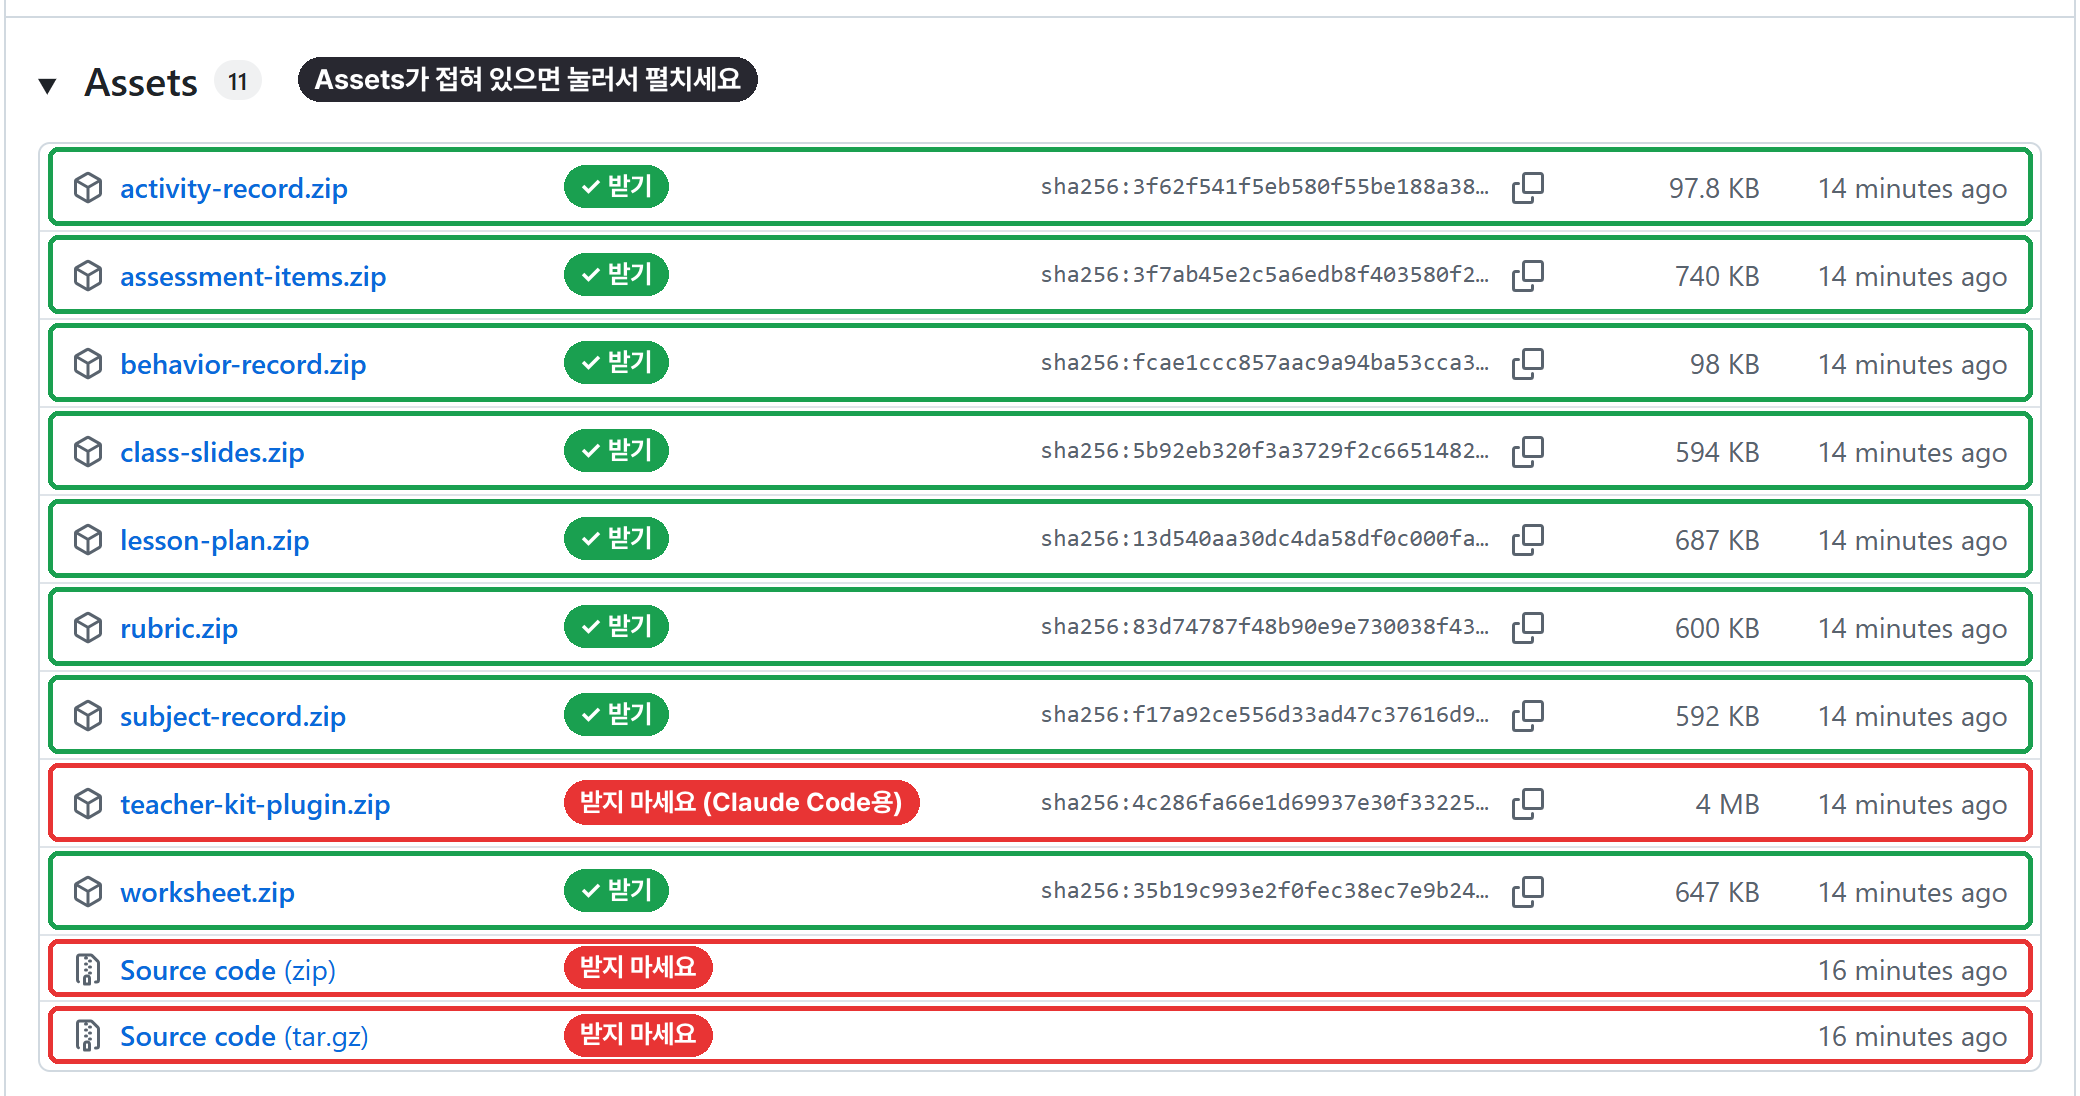 ▼ Assets 11 Assets가 접혀 있으면 눌러서 펼치세요
activity-record.zip ✓ 받기 sha256:3f62f541f5eb580f55be188a38… 97.8 KB 14 minutes ago
assessment-items.zip ✓ 받기 sha256:3f7ab45e2c5a6edb8f403580f2… 740 KB 14 minutes ago
behavior-record.zip ✓ 받기 sha256:fcae1ccc857aac9a94ba53cca3… 98 KB 14 minutes ago
class-slides.zip ✓ 받기 sha256:5b92eb320f3a3729f2c6651482… 594 KB 14 minutes ago
lesson-plan.zip ✓ 받기 sha256:13d540aa30dc4da58df0c000fa… 687 KB 14 minutes ago
rubric.zip ✓ 받기 sha256:83d74787f48b90e9e730038f43… 600 KB 14 minutes ago
subject-record.zip ✓ 받기 sha256:f17a92ce556d33ad47c37616d9… 592 KB 14 minutes ago
teacher-kit-plugin.zip 받지 마세요 (Claude Code용) sha256:4c286fa66e1d69937e30f33225… 4 MB 14 minutes ago
worksheet.zip ✓ 받기 sha256:35b19c993e2f0fec38ec7e9b24… 647 KB 14 minutes ago
Source code (zip) 받지 마세요 16 minutes ago
Source code (tar.gz) 받지 마세요 16 minutes ago